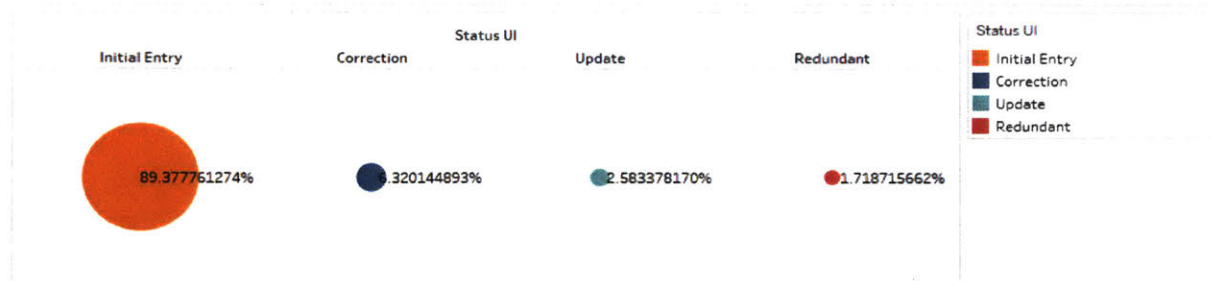 Status UI
Initial Entry Correction Update Redundant
89.377761274% 6.320144893% 2.583378170% 1.718715662%
Status UI
Initial Entry
Correction
Update
Redundant